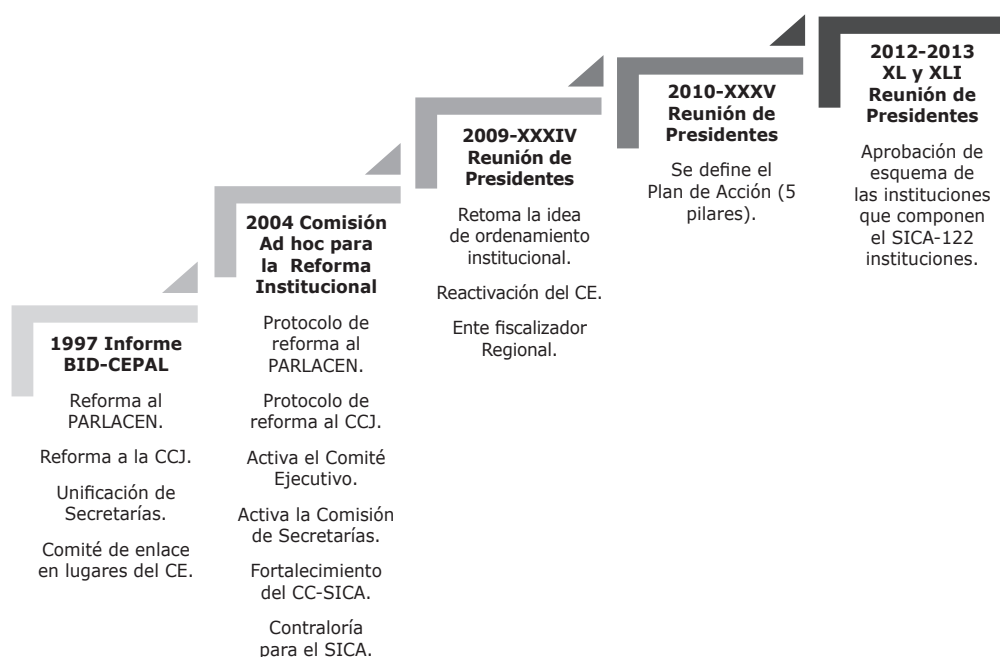 1997 Informe
BID-CEPAL
Reforma al
PARLACEN.
Reforma a la CCJ.
Unificación de
Secretarías.
Comité de enlace
en lugares del CE.
2004 Comisión
Ad hoc para
la Reforma
Institucional
Protocolo de
reforma al
PARLACEN.
Protocolo de
reforma al CCJ.
Activa el Comité
Ejecutivo.
Activa la Comisión
de Secretarías.
Fortalecimiento
del CC-SICA.
Contraloría
para el SICA.
2009-XXXIV
Reunión de
Presidentes
Retoma la idea
de ordenamiento
institucional.
Reactivación del CE.
Ente fiscalizador
Regional.
2010-XXXV
Reunión de
Presidentes
Se define el
Plan de Acción (5
pilares).
2012-2013
XL y XLI
Reunión de
Presidentes
Aprobación de
esquema de
las instituciones
que componen
el SICA-122
instituciones.